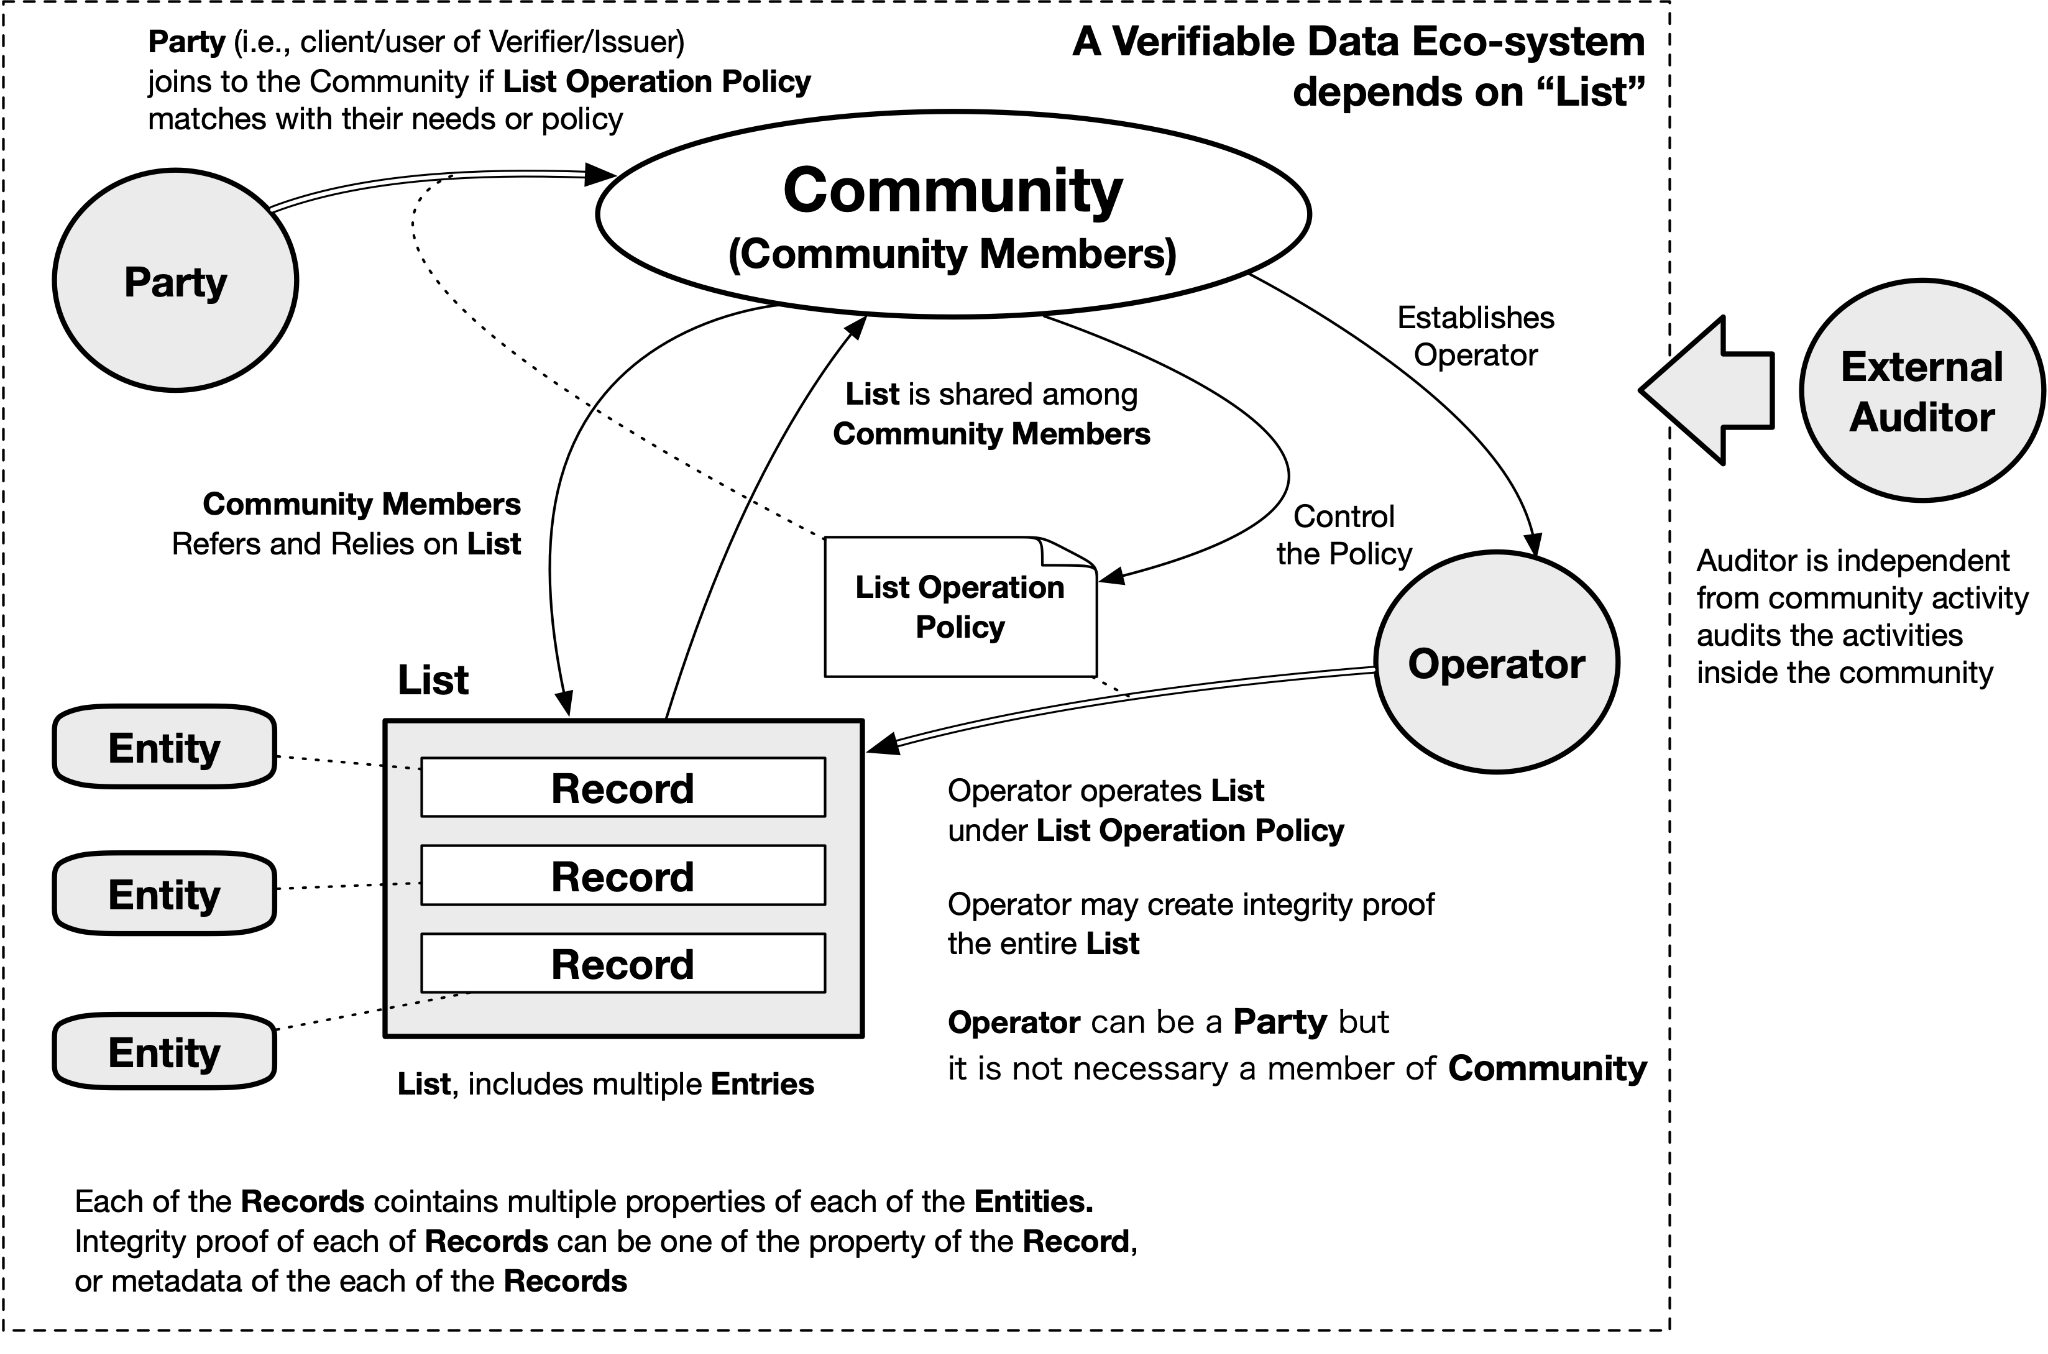 Party (i.e., client/user of Verifier/Issuer)
joins to the Community if List Operation Policy
matches with their needs or policy
A Verifiable Data Eco-system
depends on “List”
Community
(Community Members)
Party
Establishes
Operator
External
Auditor
List is shared among
Community Members
Community Members
Refers and Relies on List
Control
the Policy
Auditor is independent
from community activity
audits the activities
inside the community
List Operation
Policy
Operator
List
Entity
Record
Entity
Record
Entity
Record
Operator operates List
under List Operation Policy
Operator may create integrity proof
the entire List
Operator can be a Party but
it is not necessary a member of Community
List, includes multiple Entries
Each of the Records cointains multiple properties of each of the Entities.
Integrity proof of each of Records can be one of the property of the Record,
or metadata of the each of the Records